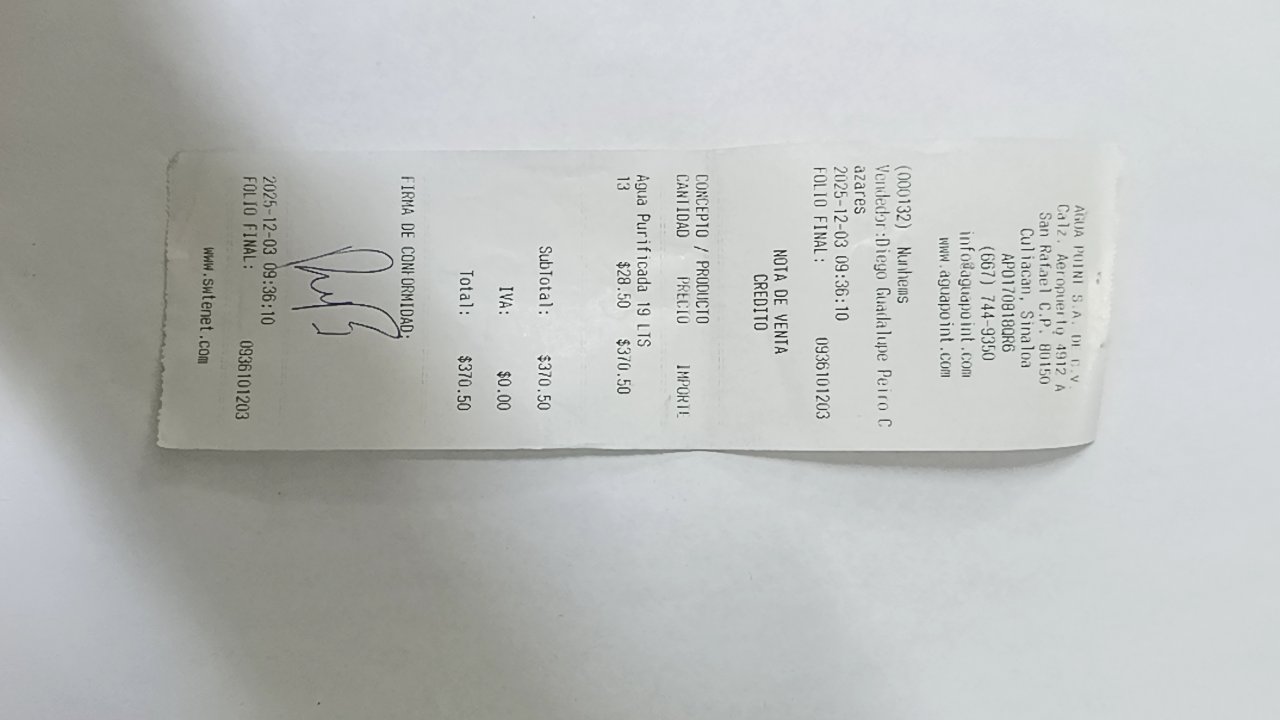 AGUA POINT S.A. DE C.V.
Calz. Aeropuerto 4912 A
San Rafael C.P. 80150
Culiacan, Sinaloa
APO170818QR6
(667) 744-9350
info@aguapoint.com
www.aguapoint.com
(000132) Nunhems
Vendedor:Diego Guadalupe Peiro C
azares
2025-12-03 09:36:10
FOLIO FINAL: 0936101203
NOTA DE VENTA
CREDITO
CONCEPTO / PRODUCTO
CANTIDAD PRECIO IMPORTE
Agua Purificada 19 LTS
13 $28.50 $370.50
SubTotal: $370.50
IVA: $0.00
Total: $370.50
FIRMA DE CONFORMIDAD:
2025-12-03 09:36:10
FOLIO FINAL: 0936101203
www.swtenet.com